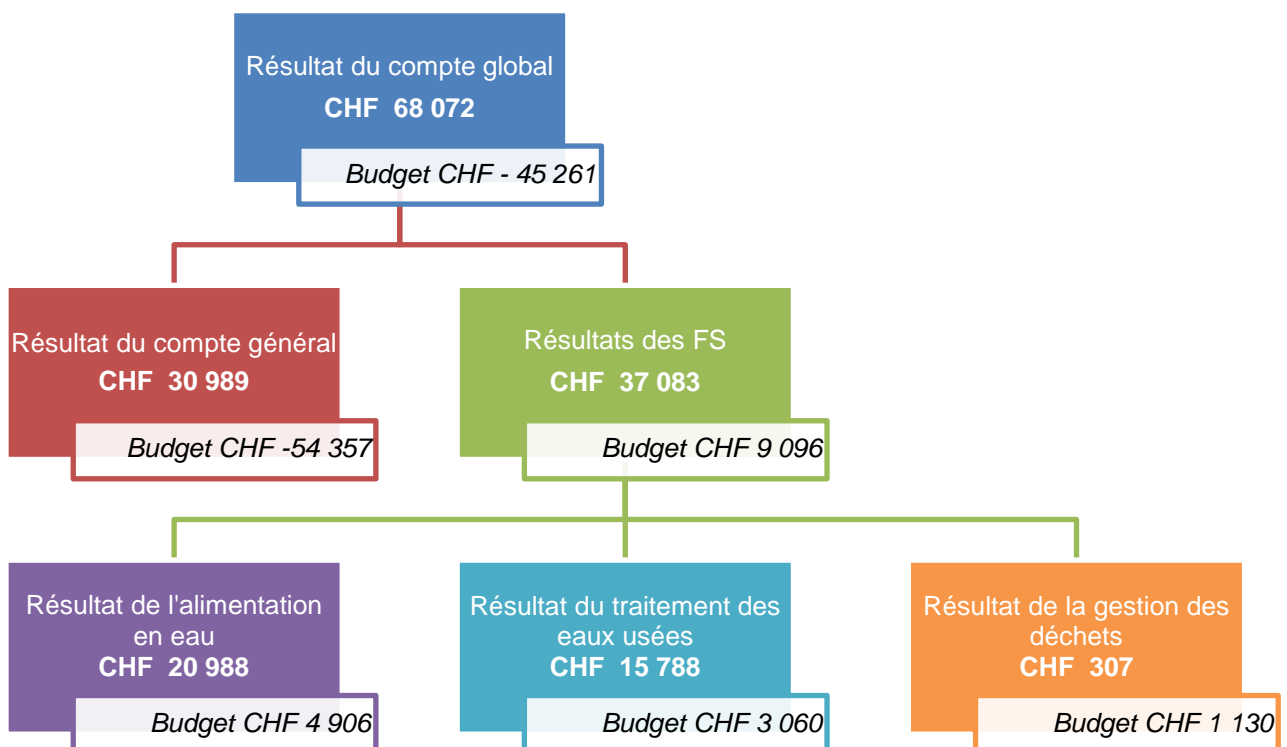 Résultat du compte global
CHF 68 072
Budget CHF - 45 261
Résultat du compte général
CHF 30 989
Budget CHF -54 357
Résultats des FS
CHF 37 083
Budget CHF 9 096
Résultat de l'alimentation
en eau
CHF 20 988
Budget CHF 4 906
Résultat du traitement des
eaux usées
CHF 15 788
Budget CHF 3 060
Résultat de la gestion des
déchets
CHF 307
Budget CHF 1 130